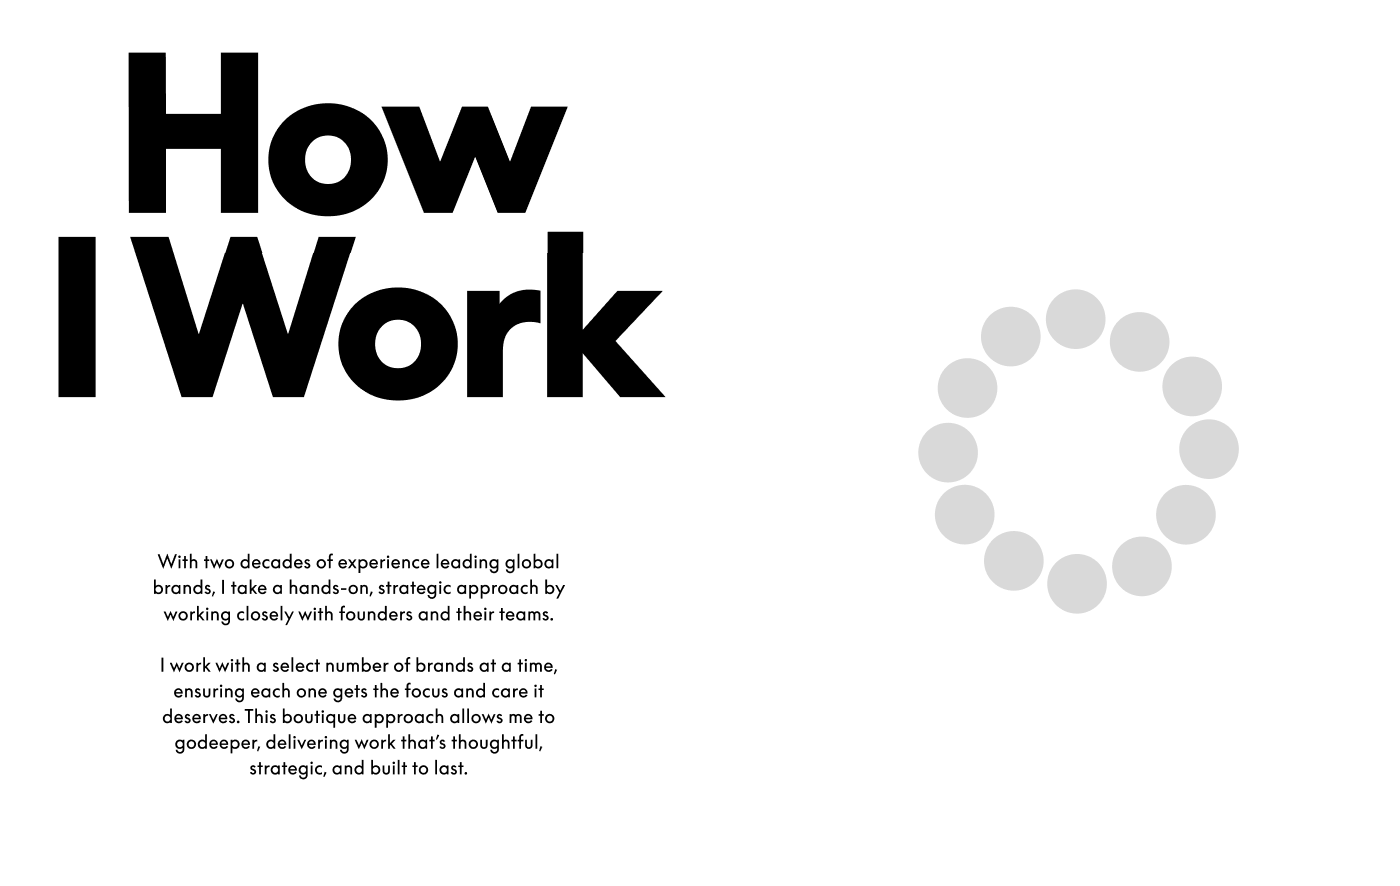 How
I Work
With two decades of experience leading global
brands, I take a hands-on, strategic approach by
working closely with founders and their teams.
I work with a select number of brands at a time,
ensuring each one gets the focus and care it
deserves. This boutique approach allows me to
godeeper, delivering work that’s thoughtful,
strategic, and built to last.